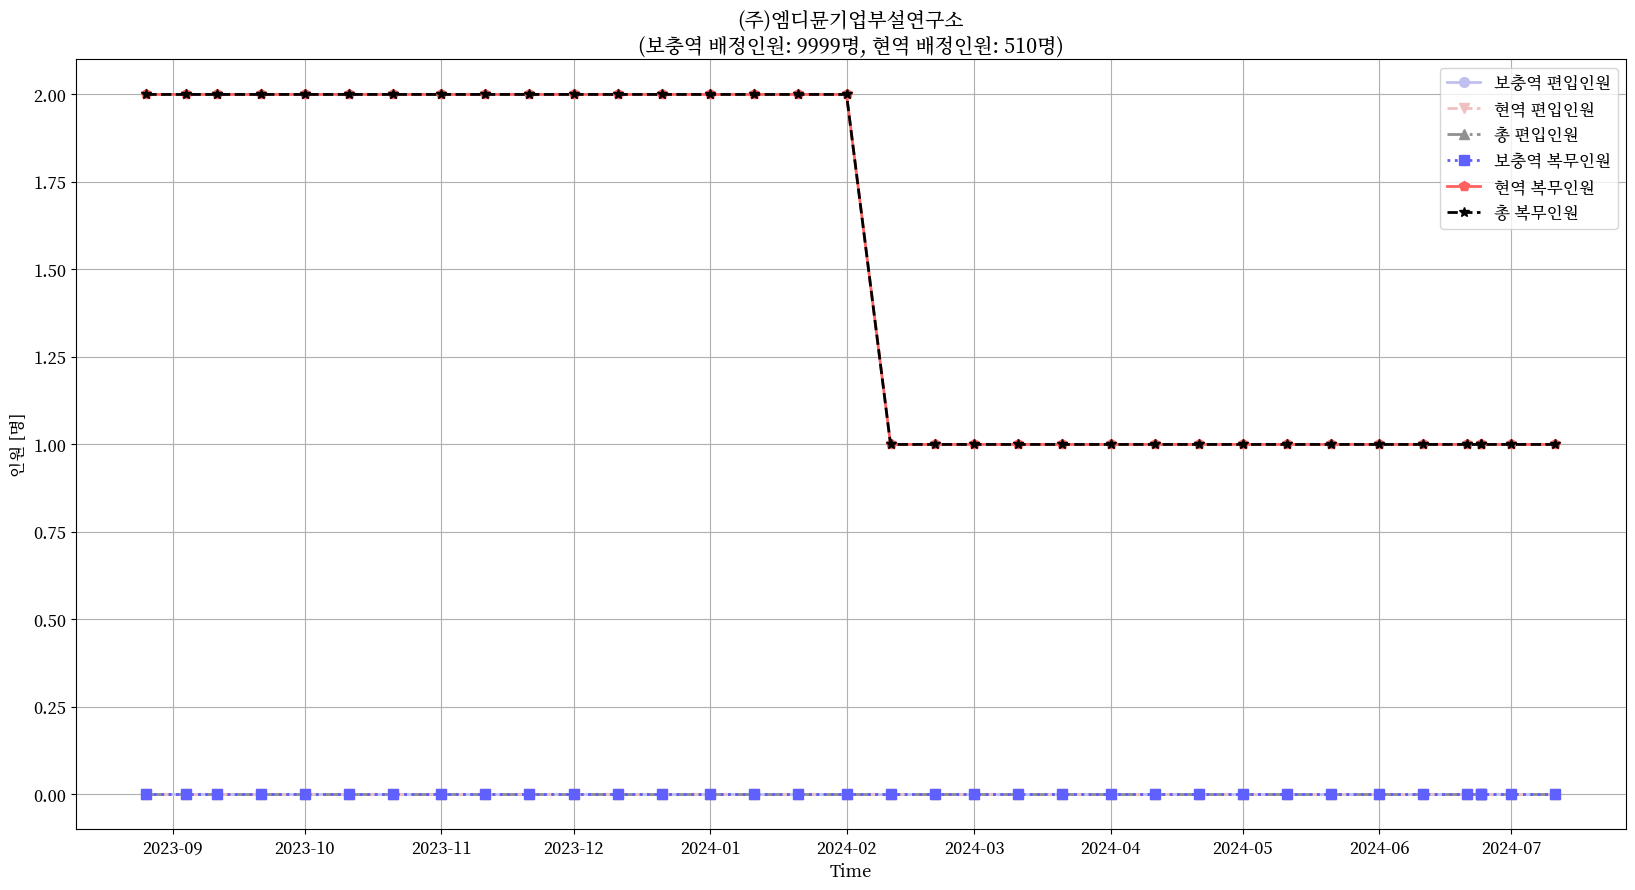 (주)엠디뮨기업부설연구소
(보충역 배정인원: 9999명, 현역 배정인원: 510명)
보충역 편입인원
현역 편입인원
총 편입인원
보충역 복무인원
현역 복무인원
총 복무인원
인원 [명]
2.00
1.75
1.50
1.25
1.00
0.75
0.50
0.25
0.00
2023-09
2023-10
2023-11
2023-12
2024-01
2024-02
2024-03
2024-04
2024-05
2024-06
2024-07
Time